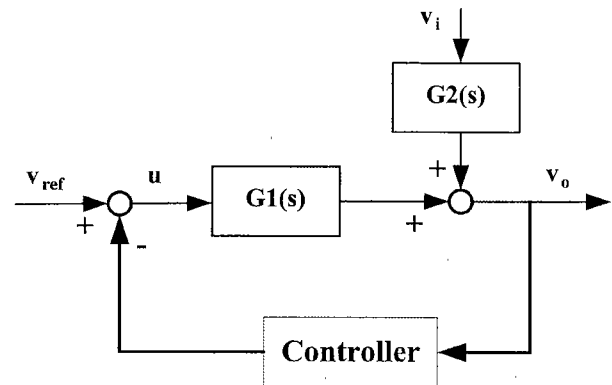 v_i
G2(s)
+
v_ref
u
G1(s)
v_o
+
-
+
Controller